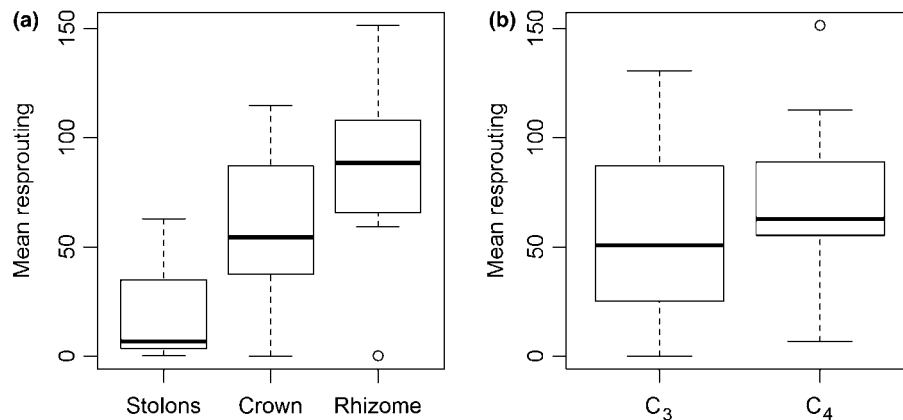 (a)
Mean resprouting
0 50 100 150
Stolons Crown Rhizome
(b)
Mean resprouting
0 50 100 150
C₃ C₄